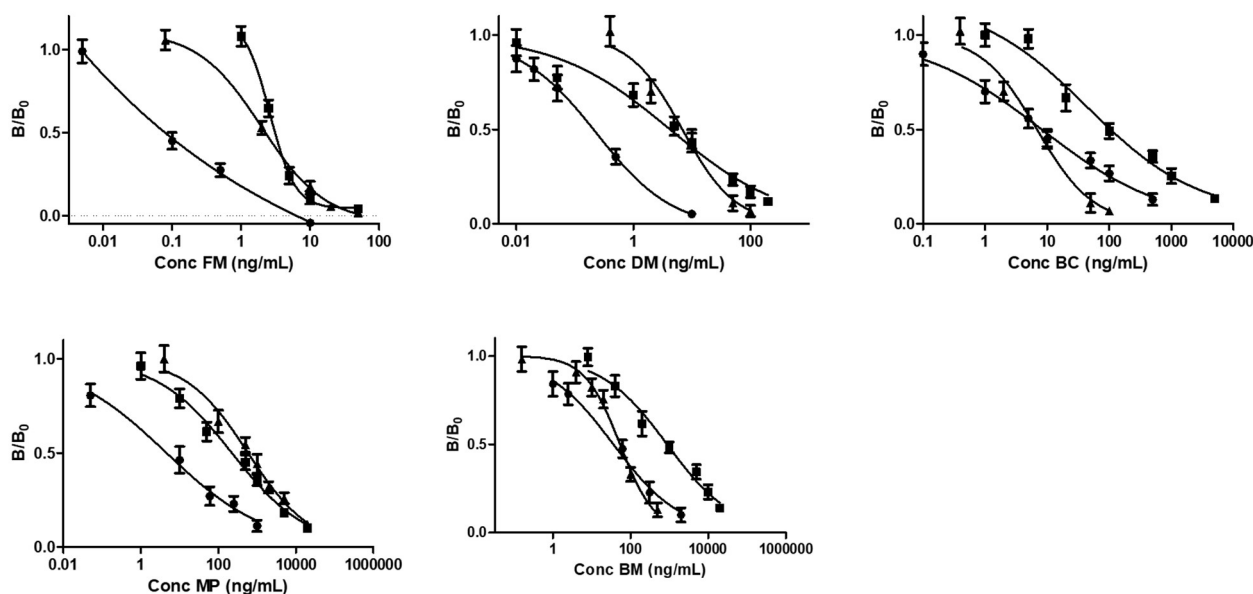 B/B0
1.0
0.5
0.0
0.01 0.1 1 10 100
Conc FM (ng/mL)
B/B0
1.0
0.5
0.0
0.01 1 100
Conc DM (ng/mL)
B/B0
1.0
0.5
0.0
0.1 1 10 100 1000 10000
Conc BC (ng/mL)
B/B0
1.0
0.5
0.0
0.01 1 100 10000 1000000
Conc MP (ng/mL)
B/B0
1.0
0.5
0.0
1 100 10000 1000000
Conc BM (ng/mL)